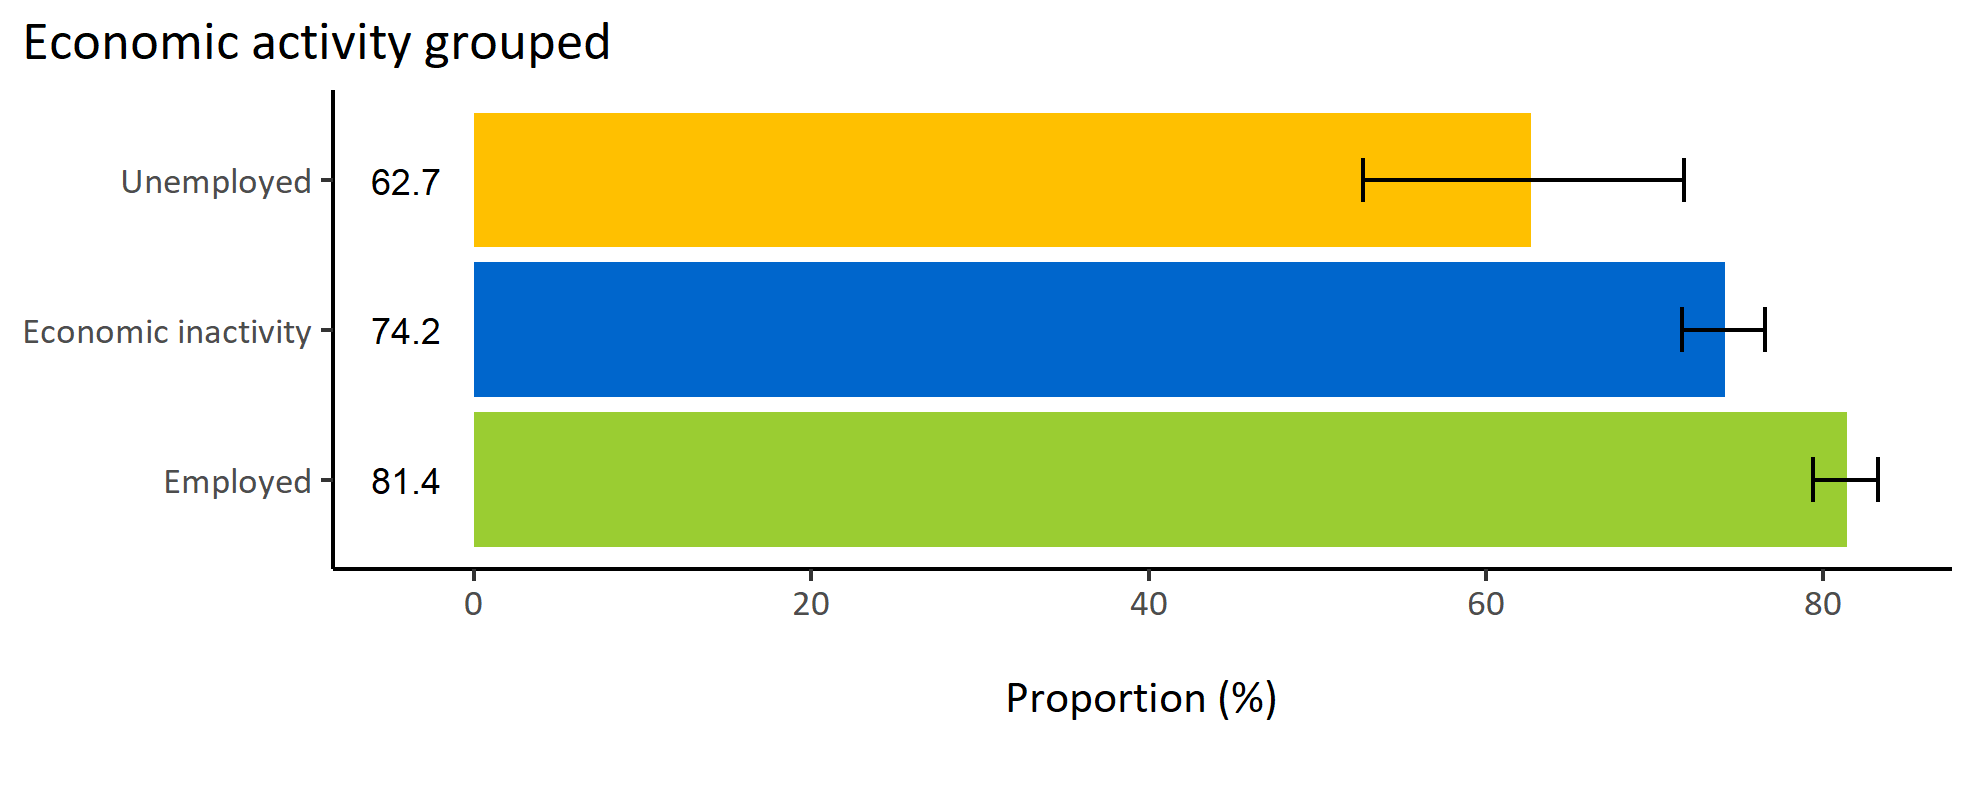 Economic activity grouped
Unemployed 62.7
Economic inactivity 74.2
Employed 81.4
0 20 40 60 80
Proportion (%)